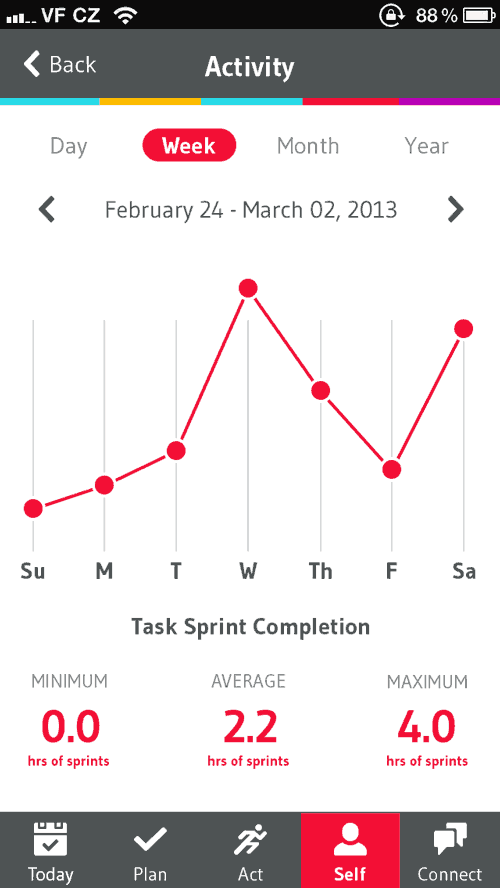 VF CZ 88 %
Back Activity
Day Week Month Year
February 24 - March 02, 2013
Su M T W Th F Sa
Task Sprint Completion
MINIMUM AVERAGE MAXIMUM
0.0 2.2 4.0
hrs of sprints hrs of sprints hrs of sprints
Today Plan Act Self Connect